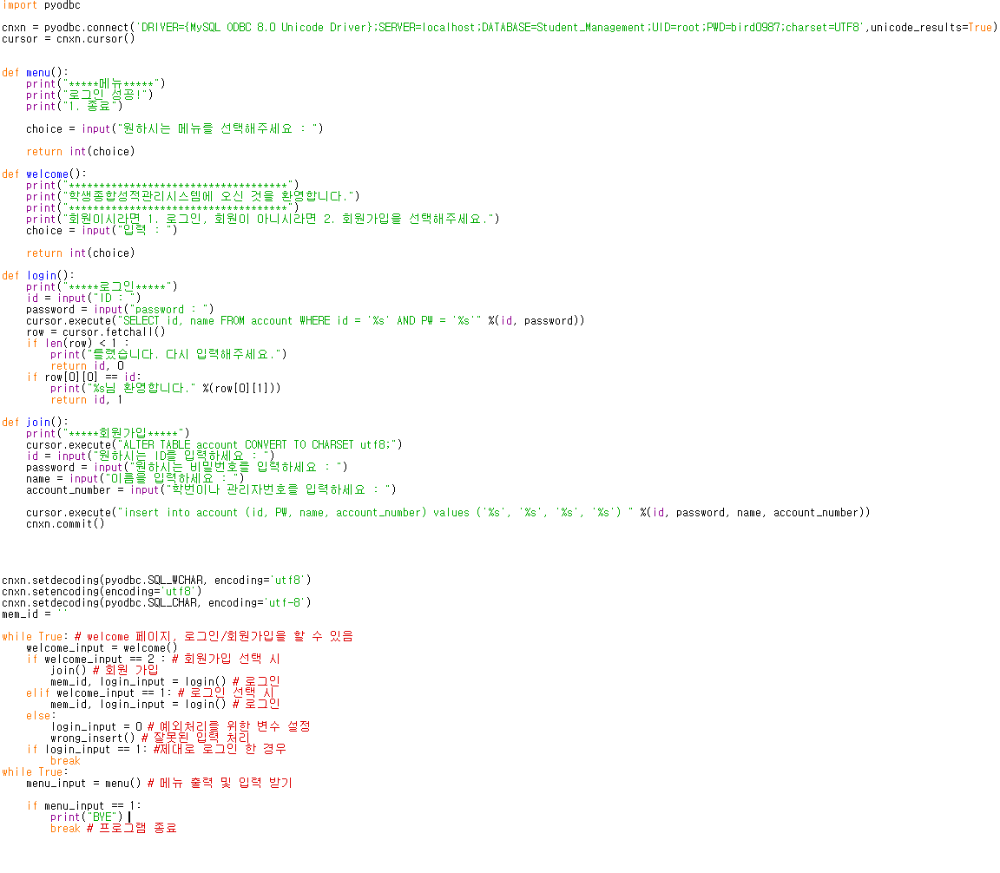 import pyodbc
cnxn = pyodbc.connect('DRIVER={MySQL ODBC 8.0 Unicode Driver};SERVER=localhost;DATABASE=Student_Management;UID=root;PWD=bird0987;charset=UTF8',unicode_results=True)
cursor = cnxn.cursor()
def menu():
    print("*****메뉴*****")
    print("로그인 성공!")
    print("1. 종료")
    choice = input("원하시는 메뉴를 선택해주세요 : ")
    return int(choice)
def welcome():
    print("************************************")
    print("학생종합성적관리시스템에 오신 것을 환영합니다.")
    print("************************************")
    print("회원이시라면 1. 로그인, 회원이 아니시라면 2. 회원가입을 선택해주세요.")
    choice = input("입력 : ")
    return int(choice)
def login():
    print("*****로그인*****")
    id = input("ID : ")
    password = input("password : ")
    cursor.execute("SELECT id, name FROM account WHERE id = '%s' AND PW = '%s'" %(id, password))
    row = cursor.fetchall()
    if len(row) < 1 :
        print("틀렸습니다. 다시 입력해주세요.")
        return id, 0
    if row[0][0] == id:
        print("%s님 환영합니다." %(row[0][1]))
        return id, 1
def join():
    print("*****회원가입*****")
    cursor.execute("ALTER TABLE account CONVERT TO CHARSET utf8;")
    id = input("원하시는 ID를 입력하세요 : ")
    password = input("원하시는 비밀번호를 입력하세요 : ")
    name = input("이름을 입력하세요 : ")
    account_number = input("학번이나 관리자번호를 입력하세요 : ")
    cursor.execute("insert into account (id, PW, name, account_number) values ('%s', '%s', '%s', '%s') " %(id, password, name, account_number))
    cnxn.commit()
cnxn.setdecoding(pyodbc.SQL_WCHAR, encoding='utf8')
cnxn.setencoding(encoding='utf8')
cnxn.setdecoding(pyodbc.SQL_CHAR, encoding='utf-8')
mem_id = ''
while True: # welcome 페이지, 로그인/회원가입을 할 수 있음
    welcome_input = welcome()
    if welcome_input == 2 : # 회원가입 선택 시
        join() # 회원 가입
        mem_id, login_input = login() # 로그인
    elif welcome_input == 1: # 로그인 선택 시
        mem_id, login_input = login() # 로그인
    else:
        login_input = 0 # 예외처리를 위한 변수 설정
        wrong_insert() # 잘못된 입력 처리
    if login_input == 1: #제대로 로그인 한 경우
        break
while True:
    menu_input = menu() # 메뉴 출력 및 입력 받기
    if menu_input == 1:
        print("BYE")
        break # 프로그램 종료